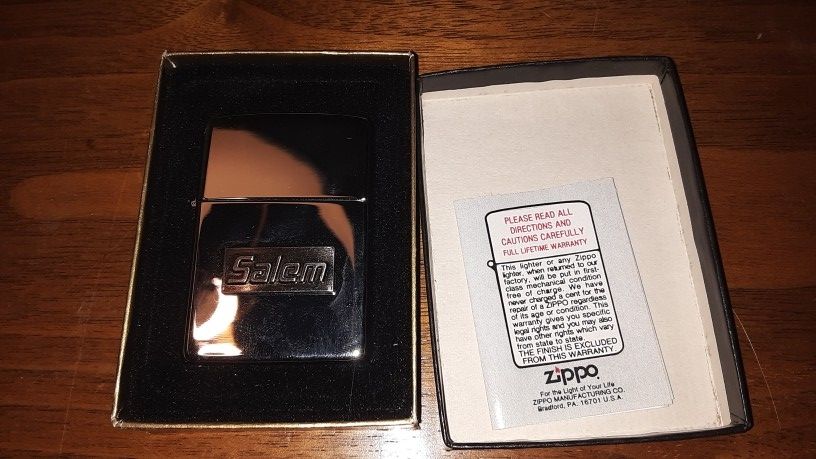 Salem
PLEASE READ ALL
DIRECTIONS AND
CAUTIONS CAREFULLY
FULL LIFETIME WARRANTY
This lighter or any Zippo
lighter, when returned to our
factory, will be put in first-
class mechanical condition
free of charge. We have
never charged a cent for the
repair of a ZIPPO regardless
of its age or condition. This
warranty gives you specific
legal rights and you may also
have other rights which vary
from state to state.
THE FINISH IS EXCLUDED
FROM THIS WARRANTY.
Zippo
For the Light of Your Life
ZIPPO MANUFACTURING CO.
Bradford, PA. 16701 U.S.A.